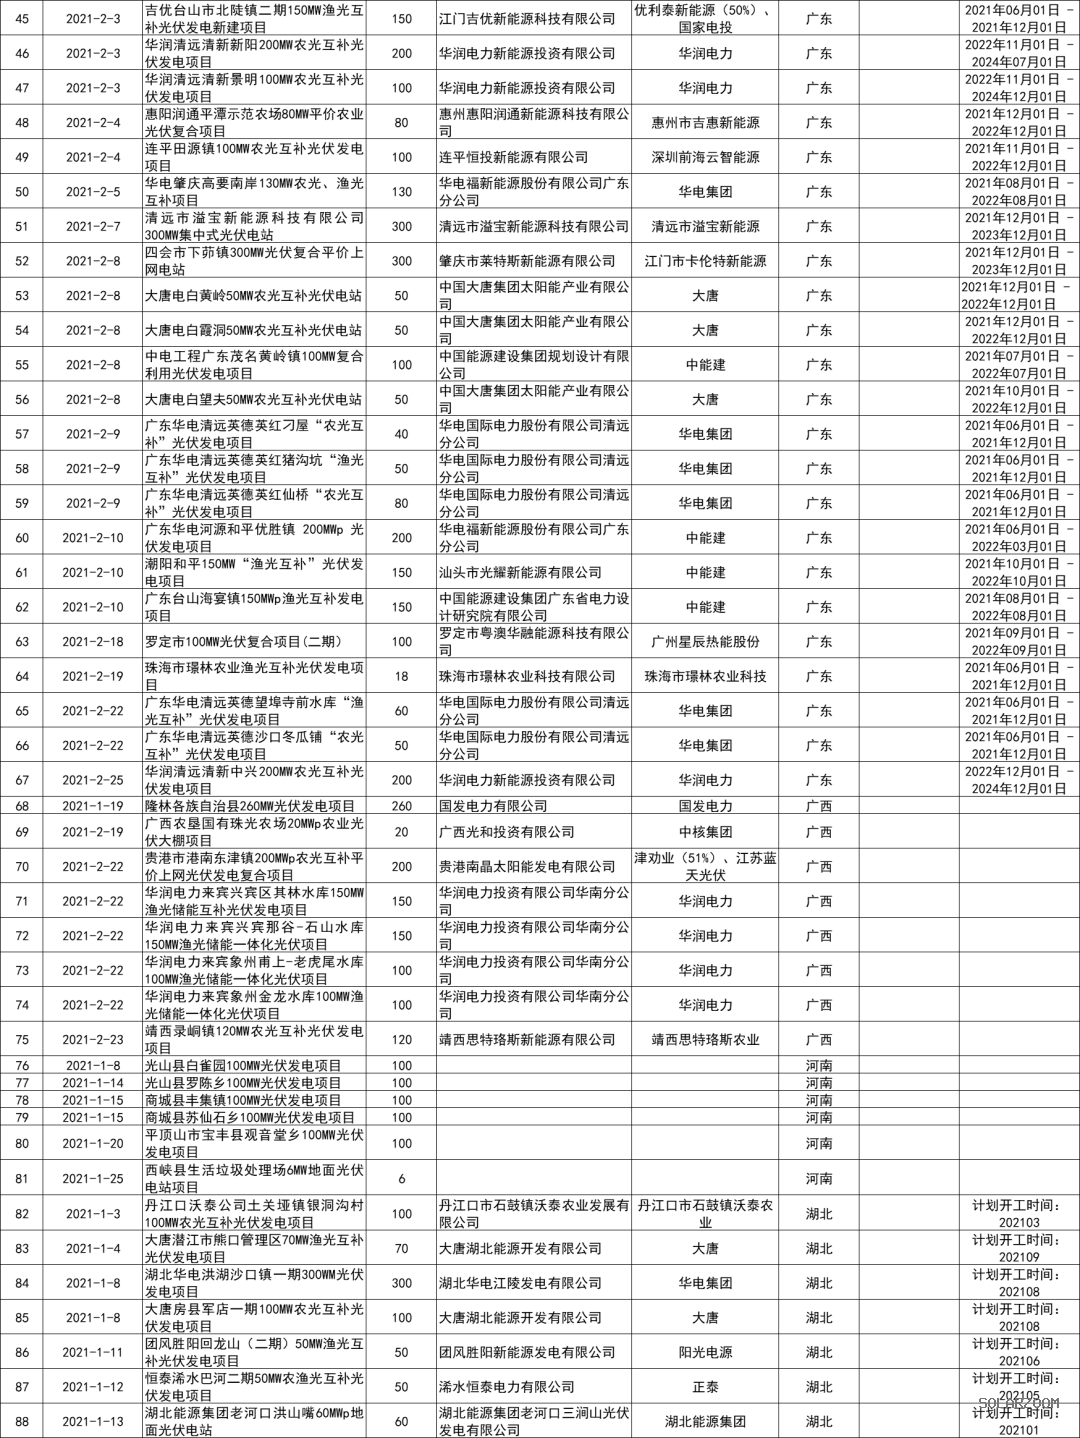 45 2021-2-3 吉优台山市北陡镇二期150MW渔光互补光伏发电新建项目 150 江门吉优新能源科技有限公司 优利泰新能源（50%）、国家电投 广东 2021年06月01日 - 2021年12月01日
46 2021-2-3 华润清远清新新阳200MW农光互补光伏发电项目 200 华润电力新能源投资有限公司 华润电力 广东 2022年11月01日 - 2024年07月01日
47 2021-2-3 华润清远清新景明100MW农光互补光伏发电项目 100 华润电力新能源投资有限公司 华润电力 广东 2022年11月01日 - 2024年12月01日
48 2021-2-4 惠阳润通平潭示范农场80MW平价农业光伏复合项目 80 惠州惠阳润通新能源科技有限公司 惠州市吉惠新能源 广东 2021年12月01日 - 2022年12月01日
49 2021-2-4 连平田源镇100MW农光互补光伏发电项目 100 连平恒投新能源有限公司 深圳前海云智能源 广东 2021年11月01日 - 2022年12月01日
50 2021-2-5 华电肇庆高要南岸130MW农光、渔光互补项目 130 华电福新能源股份有限公司广东分公司 华电集团 广东 2021年08月01日 - 2022年08月01日
51 2021-2-7 清远市溢宝新能源科技有限公司300MW集中式光伏电站 300 清远市溢宝新能源科技有限公司 清远市溢宝新能源 广东 2021年12月01日 - 2023年12月01日
52 2021-2-8 四会市下茆镇300MW光伏复合平价上网电站 300 肇庆市莱特斯新能源有限公司 江门市卡伦特新能源 广东 2021年12月01日 - 2023年12月01日
53 2021-2-8 大唐电白黄岭50MW农光互补光伏电站 50 中国大唐集团太阳能产业有限公司 大唐 广东 2021年12月01日 - 2022年12月01日
54 2021-2-8 大唐电白霞洞50MW农光互补光伏电站 50 中国大唐集团太阳能产业有限公司 大唐 广东 2021年12月01日 - 2022年12月01日
55 2021-2-8 中电工程广东茂名黄岭镇100MW复合利用光伏发电项目 100 中国能源建设集团规划设计有限公司 中能建 广东 2021年07月01日 - 2022年07月01日
56 2021-2-8 大唐电白望夫50MW农光互补光伏电站 50 中国大唐集团太阳能产业有限公司 大唐 广东 2021年10月01日 - 2022年12月01日
57 2021-2-9 广东华电清远英德英红刁屋“农光互补”光伏发电项目 40 华电国际电力股份有限公司清远分公司 华电集团 广东 2021年06月01日 - 2021年12月01日
58 2021-2-9 广东华电清远英德英红猪沟坑“渔光互补”光伏发电项目 50 华电国际电力股份有限公司清远分公司 华电集团 广东 2021年06月01日 - 2021年12月01日
59 2021-2-9 广东华电清远英德英红仙桥“农光互补”光伏发电项目 80 华电国际电力股份有限公司清远分公司 华电集团 广东 2021年06月01日 - 2021年12月01日
60 2021-2-10 广东华电河源和平优胜镇 200MWp 光伏发电项目 200 华电福新能源股份有限公司广东分公司 中能建 广东 2021年06月01日 - 2022年03月01日
61 2021-2-10 潮阳和平150MW“渔光互补”光伏发电项目 150 汕头市光耀新能源有限公司 中能建 广东 2021年10月01日 - 2022年10月01日
62 2021-2-10 广东台山海宴镇150MWp渔光互补发电项目 150 中国能源建设集团广东省电力设计研究院有限公司 中能建 广东 2021年08月01日 - 2022年08月01日
63 2021-2-18 罗定市100MW光伏复合项目(二期） 100 罗定市粤澳华融能源科技有限公司 广州星辰热能股份 广东 2021年09月01日 - 2022年09月01日
64 2021-2-19 珠海市璟林农业渔光互补光伏发电项目 18 珠海市璟林农业科技有限公司 珠海市璟林农业科技 广东 2021年06月01日 - 2021年12月01日
65 2021-2-22 广东华电清远英德望埠寺前水库“渔光互补”光伏发电项目 60 华电国际电力股份有限公司清远分公司 华电集团 广东 2021年06月01日 - 2021年12月01日
66 2021-2-22 广东华电清远英德沙口冬瓜铺“农光互补”光伏发电项目 50 华电国际电力股份有限公司清远分公司 华电集团 广东 2021年06月01日 - 2021年12月01日
67 2021-2-25 华润清远清新中兴200MW农光互补光伏发电项目 200 华润电力新能源投资有限公司 华润电力 广东 2022年12月01日 - 2024年12月01日
68 2021-1-19 隆林各族自治县260MW光伏发电项目 260 国发电力有限公司 国发电力 广西
69 2021-2-19 广西农垦国有珠光农场20MWp农业光伏大棚项目 20 广西光和投资有限公司 中核集团 广西
70 2021-2-22 贵港市港南东津镇200MWp农光互补平价上网光伏发电复合项目 200 贵港南晶太阳能发电有限公司 津劝业（51%）、江苏蓝天光伏 广西
71 2021-2-22 华润电力来宾兴宾区其林水库150MW渔光储能互补光伏发电项目 150 华润电力投资有限公司华南分公司 华润电力 广西
72 2021-2-22 华润电力来宾兴宾那谷-石山水库150MW渔光储能一体化光伏项目 150 华润电力投资有限公司华南分公司 华润电力 广西
73 2021-2-22 华润电力来宾象州甫上-老虎尾水库100MW渔光储能一体化光伏项目 100 华润电力投资有限公司华南分公司 华润电力 广西
74 2021-2-22 华润电力来宾象州金龙水库100MW渔光储能一体化光伏项目 100 华润电力投资有限公司华南分公司 华润电力 广西
75 2021-2-23 靖西录峒镇120MW农光互补光伏发电项目 120 靖西思特珞斯新能源有限公司 靖西思特珞斯农业 广西
76 2021-1-8 光山县白雀园100MW光伏发电项目 100 河南
77 2021-1-14 光山县罗陈乡100MW光伏发电项目 100 河南
78 2021-1-15 商城县丰集镇100MW光伏发电项目 100 河南
79 2021-1-15 商城县苏仙石乡100MW光伏发电项目 100 河南
80 2021-1-20 平顶山市宝丰县观音堂乡100MW光伏发电项目 100 河南
81 2021-1-25 西峡县生活垃圾处理场6MW地面光伏电站项目 6 河南
82 2021-1-3 丹江口沃泰公司土关垭镇银洞沟村100MW农光互补光伏发电项目 100 丹江口市石鼓镇沃泰农业发展有限公司 丹江口市石鼓镇沃泰农业 湖北 计划开工时间：202103
83 2021-1-4 大唐潜江市熊口管理区70MW渔光互补光伏发电项目 70 大唐湖北能源开发有限公司 大唐 湖北 计划开工时间：202109
84 2021-1-8 湖北华电洪湖沙口镇一期300WM光伏发电项目 300 湖北华电江陵发电有限公司 华电集团 湖北 计划开工时间：202108
85 2021-1-8 大唐房县军店一期100MW农光互补光伏发电项目 100 大唐湖北能源开发有限公司 大唐 湖北 计划开工时间：202108
86 2021-1-11 团风胜阳回龙山（二期）50MW渔光互补光伏发电项目 50 团风胜阳新能源发电有限公司 阳光电源 湖北 计划开工时间：202106
87 2021-1-12 恒泰浠水巴河二期50MW农渔光互补光伏发电项目 50 浠水恒泰电力有限公司 正泰 湖北 计划开工时间：202105
88 2021-1-13 湖北能源集团老河口洪山嘴60MWp地面光伏电站 60 湖北能源集团老河口三涧山光伏发电有限公司 湖北能源集团 湖北 计划开工时间：202101
SOLARZOOM